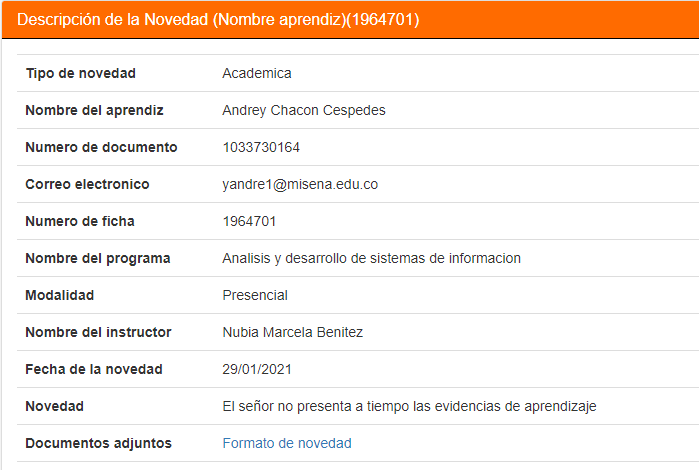 Descripción de la Novedad (Nombre aprendiz)(1964701)
Tipo de novedad Academica
Nombre del aprendiz Andrey Chacon Cespedes
Numero de documento 1033730164
Correo electronico yandre1@misena.edu.co
Numero de ficha 1964701
Nombre del programa Analisis y desarrollo de sistemas de informacion
Modalidad Presencial
Nombre del instructor Nubia Marcela Benitez
Fecha de la novedad 29/01/2021
Novedad El señor no presenta a tiempo las evidencias de aprendizaje
Documentos adjuntos Formato de novedad